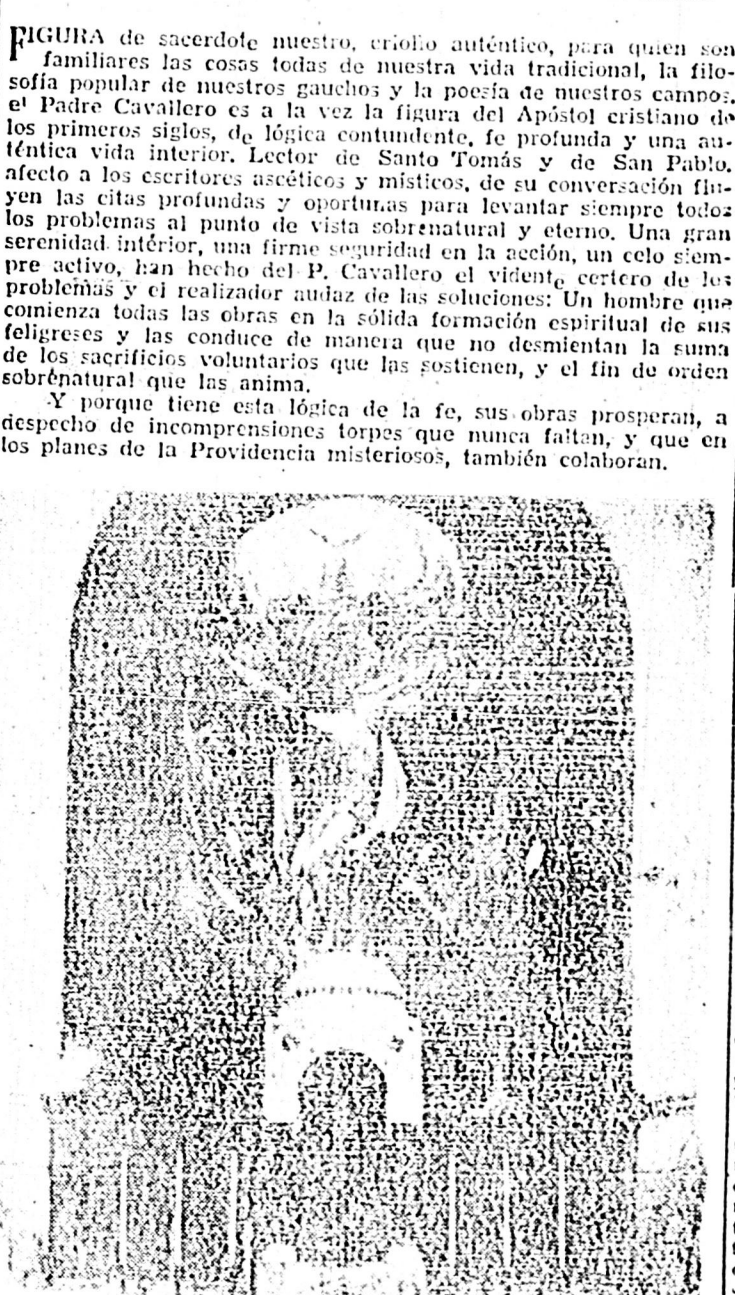 FIGURA de sacerdote nuestro, criollo auténtico, para quien son
familiares las cosas todas de nuestra vida tradicional, la filo-
sofía popular de nuestros gauchos y la poesía de nuestros campos.
el Padre Cavallero es a la vez la figura del Apóstol cristiano de
los primeros siglos, de lógica contundente, fe profunda y una au-
téntica vida interior. Lector de Santo Tomás y de San Pablo.
afecto a los escritores ascéticos y místicos, de su conversación flu-
yen las citas profundas y oportunas para levantar siempre todos
los problemas al punto de vista sobrenatural y eterno. Una gran
serenidad interior, una firme seguridad en la acción, un celo siem-
pre activo, han hecho del P. Cavallero el vidente certero de los
problemas y el realizador audaz de las soluciones: Un hombre que
comienza todas las obras en la sólida formación espiritual de sus
feligreses y las conduce de manera que no desmientan la suma
de los sacrificios voluntarios que las sostienen, y el fin de orden
sobrenatural que las anima.
Y porque tiene esta lógica de la fe, sus obras prosperan, a
despecho de incomprensiones torpes que nunca faltan, y que en
los planes de la Providencia misteriosos, también colaboran.